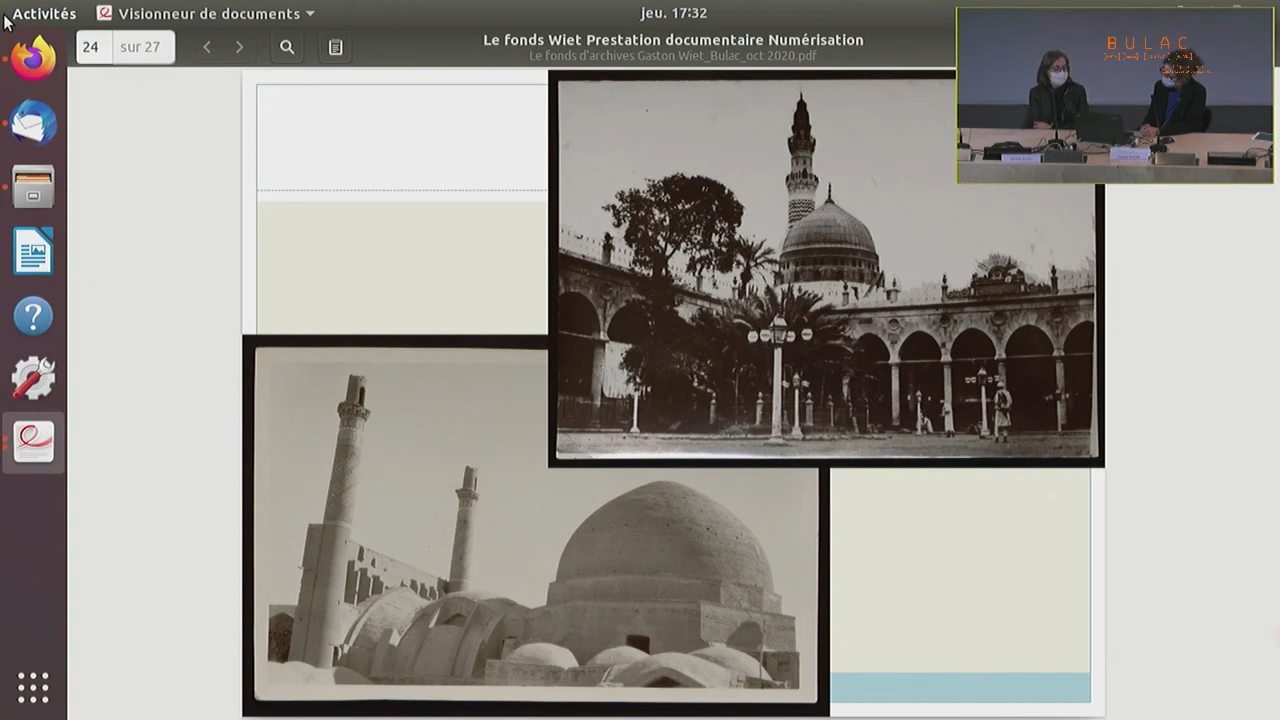 Activités
Visionneur de documents
jeu. 17:32
24
sur 27
Le fonds Wiet Prestation documentaire Numérisation
Le fonds d'archives Gaston Wiet_Bulac_oct 2020.pdf
BULAC